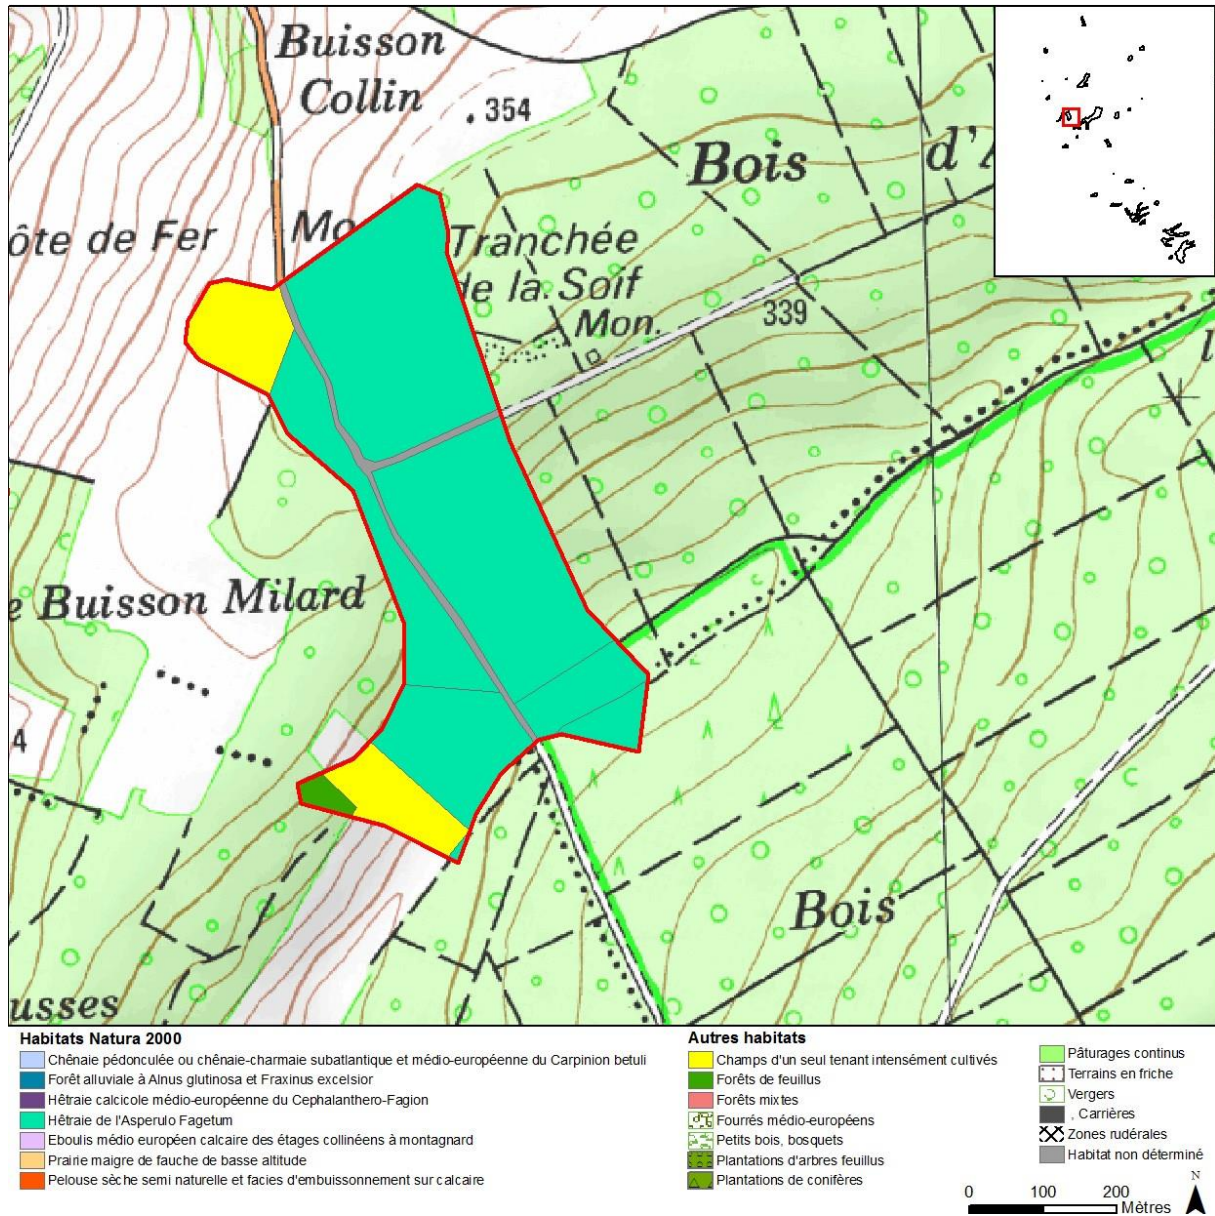 Buisson
Collin
354
Bois
d'A
ôte de Fer
Mo
Tranchée
de la Soif
Mon.
339
l
e Buisson Milard
4
Bois
usses
Habitats Natura 2000
Chênaie pédonculée ou chênaie-charmaie subatlantique et médio-européenne du Carpinion betuli
Forêt alluviale à Alnus glutinosa et Fraxinus excelsior
Hêtraie calcicole médio-européenne du Cephalanthero-Fagion
Hêtraie de l'Asperulo Fagetum
Eboulis médio européen calcaire des étages collinéens à montagnard
Prairie maigre de fauche de basse altitude
Pelouse sèche semi naturelle et facies d'embuissonnement sur calcaire
Autres habitats
Champs d'un seul tenant intensément cultivés
Forêts de feuillus
Forêts mixtes
Fourrés médio-européens
Petits bois, bosquets
Plantations d'arbres feuillus
Plantations de conifères
Pâturages continus
Terrains en friche
Vergers
, Carrières
Zones rudérales
Habitat non déterminé
0 100 200
Mètres
N